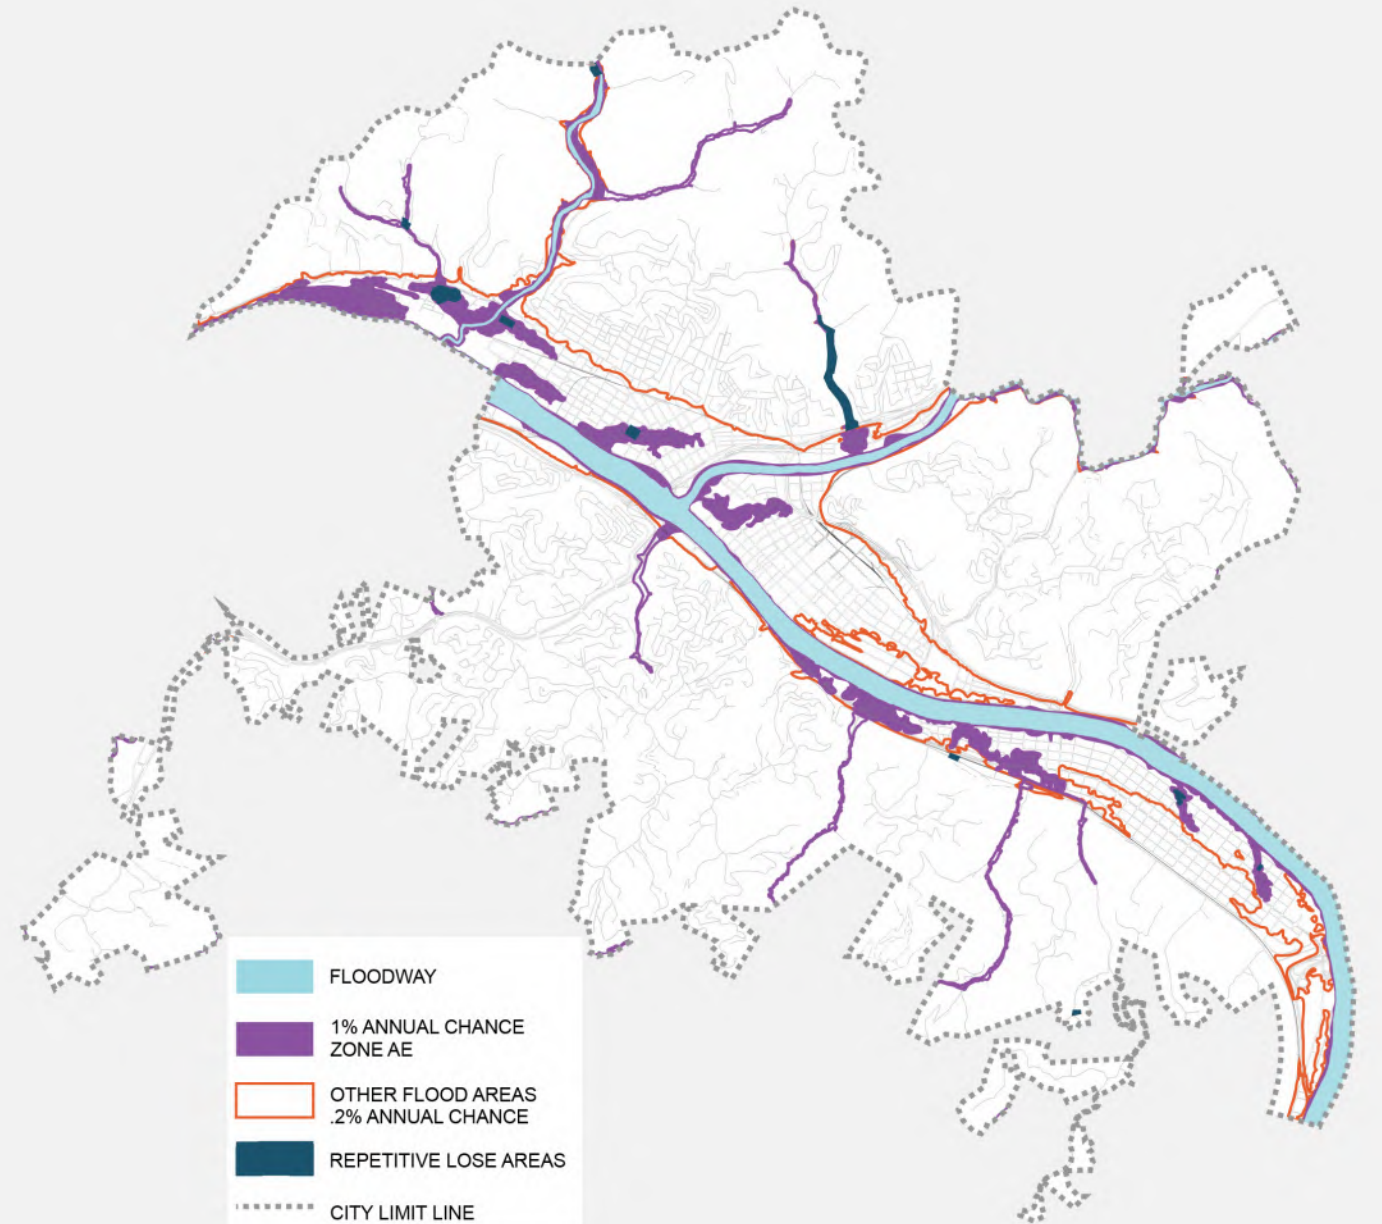 FLOODWAY
1% ANNUAL CHANCE
ZONE AE
OTHER FLOOD AREAS
.2% ANNUAL CHANCE
REPETITIVE LOSE AREAS
CITY LIMIT LINE